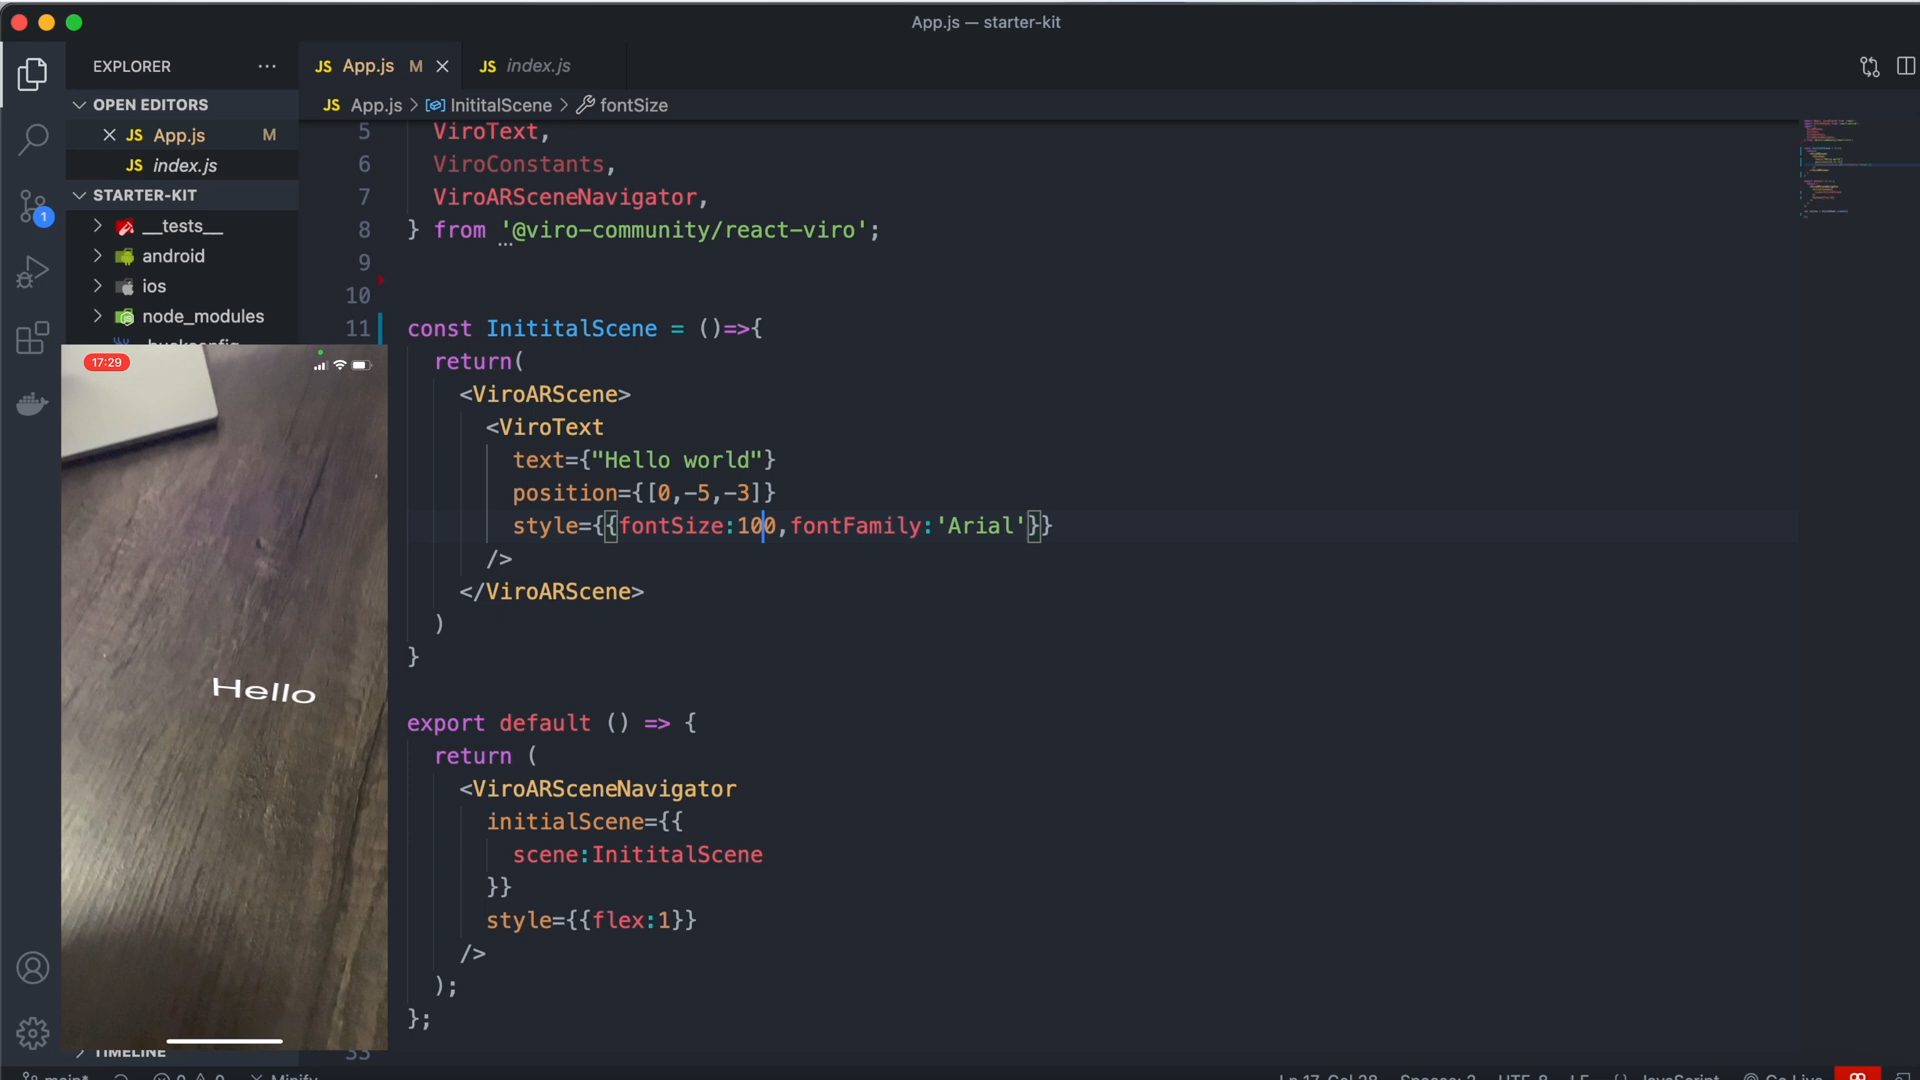 App.js — starter-kit
EXPLORER
JS App.js M
JS index.js
OPEN EDITORS
JS App.js > InititalScene > fontSize
JS App.js M
JS index.js
STARTER-KIT
__tests__
android
ios
node_modules
1
5 ViroText,
6 ViroConstants,
7 ViroARSceneNavigator,
8 } from '@viro-community/react-viro';
9
10
11 const InititalScene = ()=>{
return(
<ViroARScene>
<ViroText
text={"Hello world"}
position={[0,-5,-3]}
style={{fontSize:100,fontFamily:'Arial'}}
/>
</ViroARScene>
)
}
export default () => {
return (
<ViroARSceneNavigator
initialScene={{
scene:InititalScene
}}
style={{flex:1}}
/>
);
};
33
17:29
Hello
TIMELINE